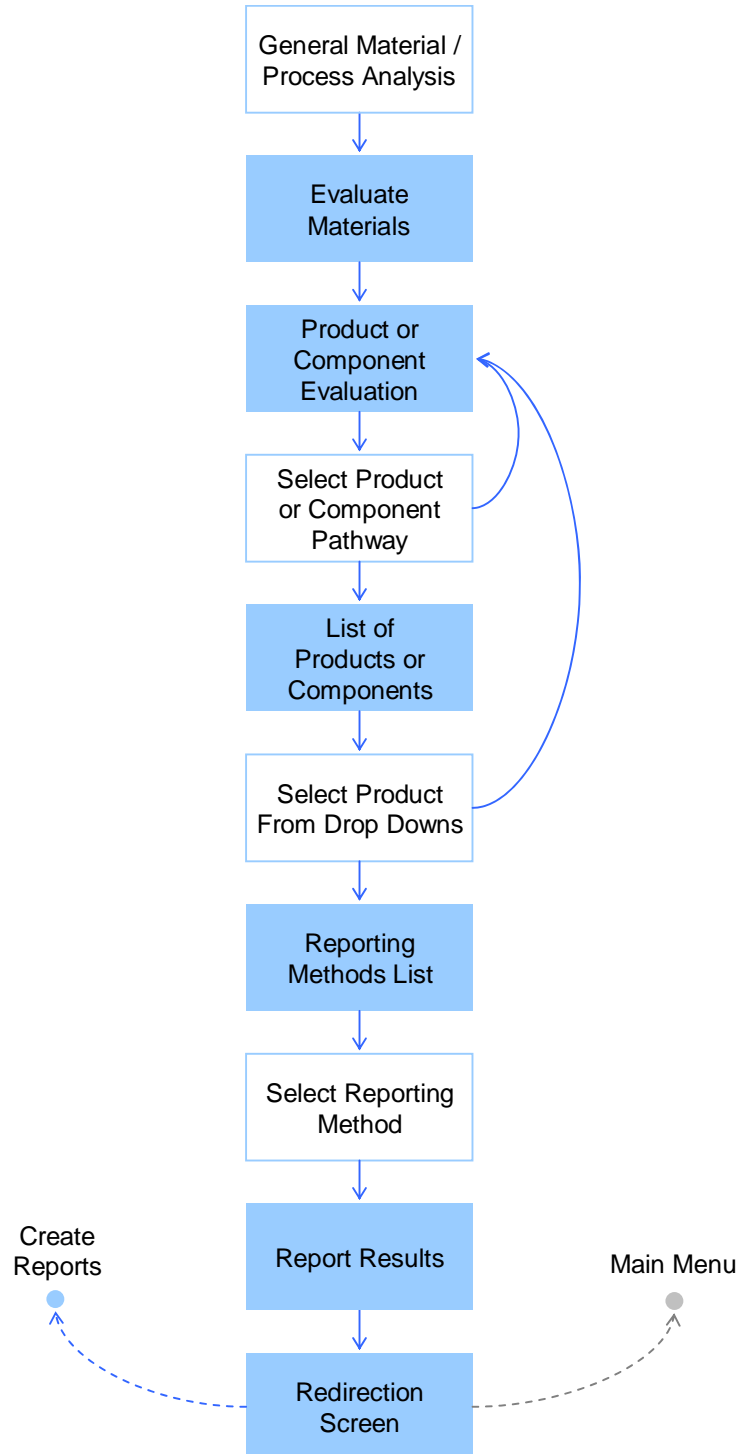 General Material /
Process Analysis
Evaluate
Materials
Product or
Component
Evaluation
Select Product
or Component
Pathway
List of
Products or
Components
Select Product
From Drop Downs
Reporting
Methods List
Select Reporting
Method
Create
Reports
Report Results
Main Menu
Redirection
Screen